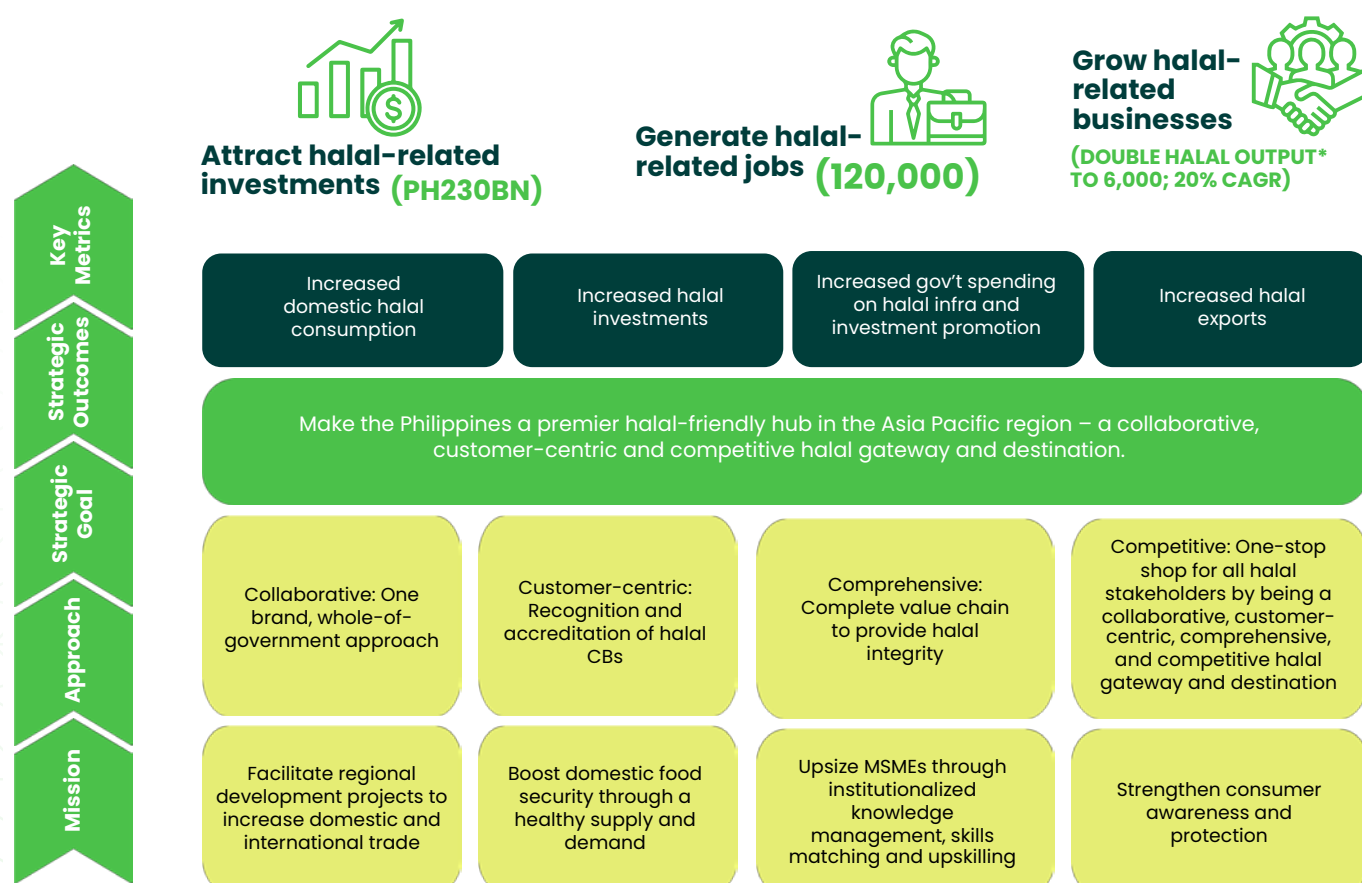 Attract halal-related
investments (PH230BN)
Generate halal-
related jobs (120,000)
Grow halal-
related
businesses
(DOUBLE HALAL OUTPUT*
TO 6,000; 20% CAGR)
Key
Metrics
Increased
domestic halal
consumption
Increased halal
investments
Increased gov't spending
on halal infra and
investment promotion
Increased halal
exports
Strategic
Outcomes
Make the Philippines a premier halal-friendly hub in the Asia Pacific region – a collaborative,
customer-centric and competitive halal gateway and destination.
Strategic
Goal
Collaborative: One
brand, whole-of-
government approach
Customer-centric:
Recognition and
accreditation of halal
CBs
Comprehensive:
Complete value chain
to provide halal
integrity
Competitive: One-stop
shop for all halal
stakeholders by being a
collaborative, customer-
centric, comprehensive,
and competitive halal
gateway and destination
Approach
Facilitate regional
development projects to
increase domestic and
international trade
Boost domestic food
security through a
healthy supply and
demand
Upsize MSMEs through
institutionalized
knowledge
management, skills
matching and upskilling
Strengthen consumer
awareness and
protection
Mission